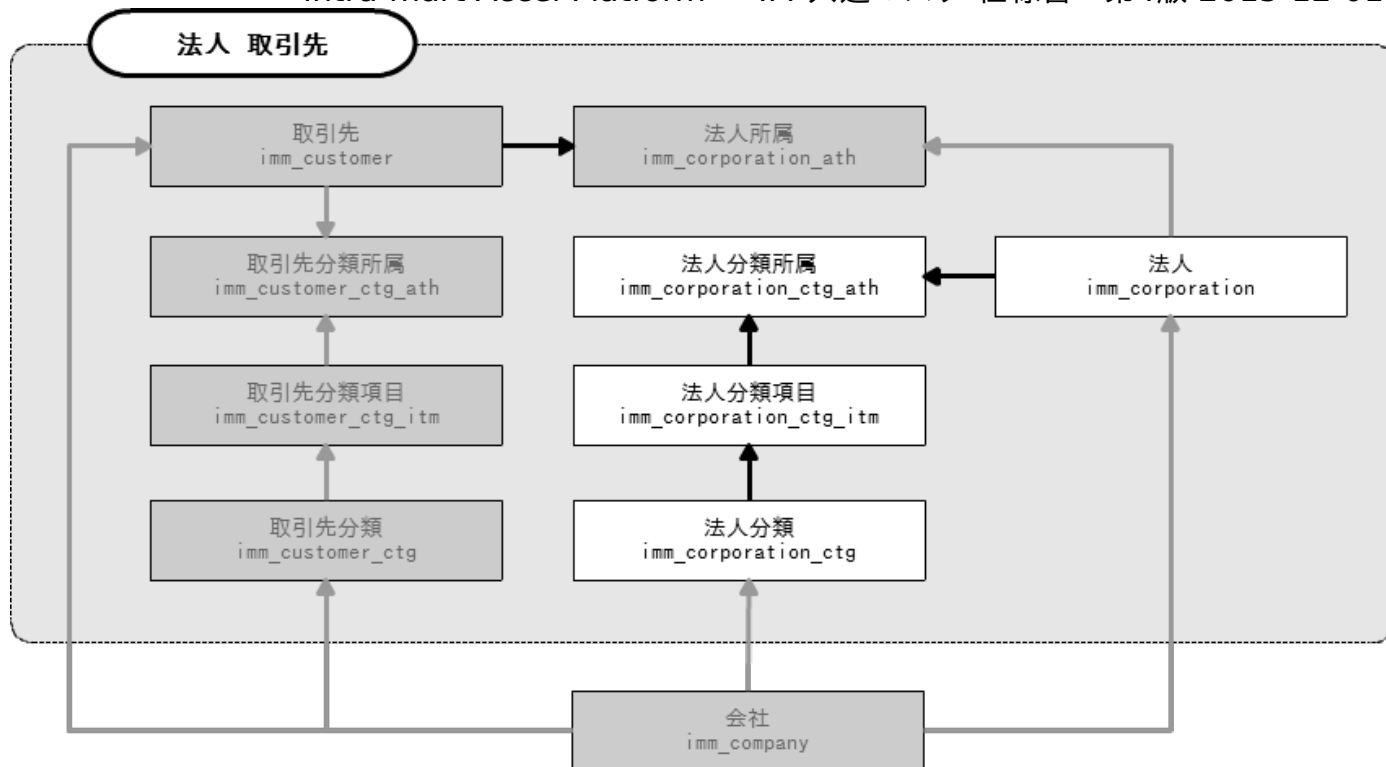 法人 取引先
取引先
imm_customer
法人所属
imm_corporation_ath
取引先分類所属
imm_customer_ctg_ath
法人分類所属
imm_corporation_ctg_ath
法人
imm_corporation
取引先分類項目
imm_customer_ctg_itm
法人分類項目
imm_corporation_ctg_itm
取引先分類
imm_customer_ctg
法人分類
imm_corporation_ctg
会社
imm_company